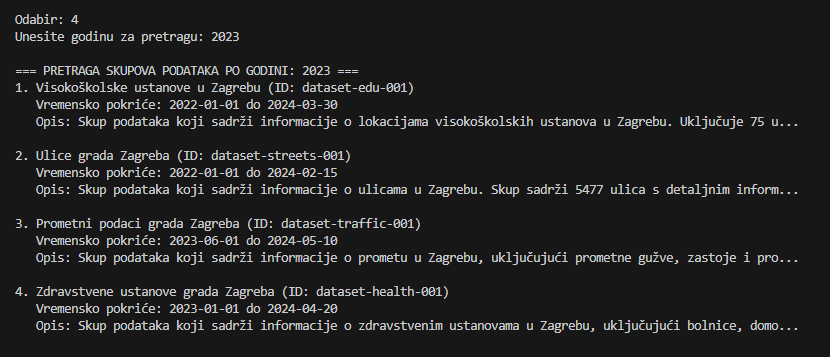 Odabir: 4
Unesite godinu za pretragu: 2023
=== PRETRAGA SKUPOVA PODATAKA PO GODINI: 2023 ===
1. Visokoškolske ustanove u Zagrebu (ID: dataset-edu-001)
Vremensko pokriće: 2022-01-01 do 2024-03-30
Opis: Skup podataka koji sadrži informacije o lokacijama visokoškolskih ustanova u Zagrebu. Uključuje 75 u...
2. Ulice grada Zagreba (ID: dataset-streets-001)
Vremensko pokriće: 2022-01-01 do 2024-02-15
Opis: Skup podataka koji sadrži informacije o ulicama u Zagrebu. Skup sadrži 5477 ulica s detaljnim inform...
3. Prometni podaci grada Zagreba (ID: dataset-traffic-001)
Vremensko pokriće: 2023-06-01 do 2024-05-10
Opis: Skup podataka koji sadrži informacije o prometu u Zagrebu, uključujući prometne gužve, zastoje i pro...
4. Zdravstvene ustanove grada Zagreba (ID: dataset-health-001)
Vremensko pokriće: 2023-01-01 do 2024-04-20
Opis: Skup podataka koji sadrži informacije o zdravstvenim ustanovama u Zagrebu, uključujući bolnice, domo...